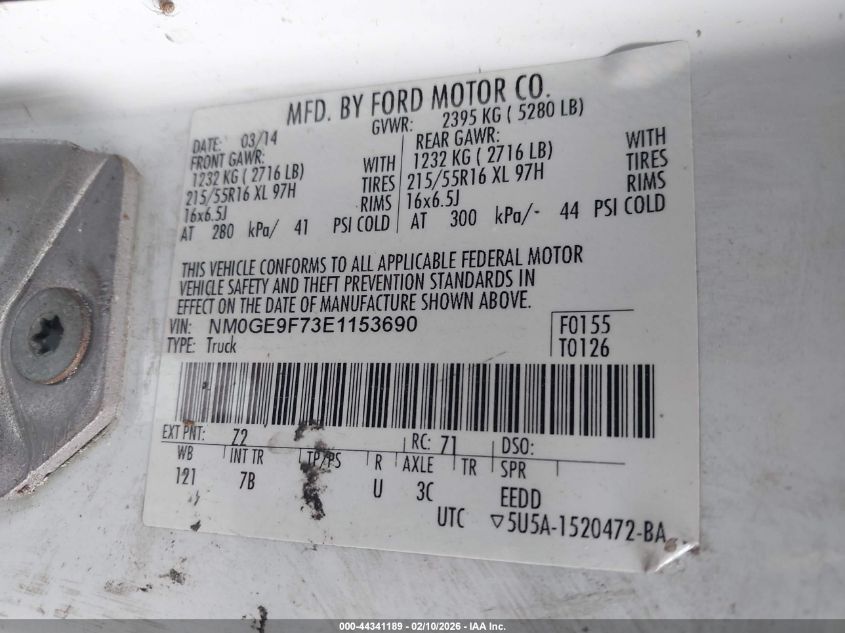 MFD. BY FORD MOTOR CO.
DATE: 03/14 GVWR: 2395 KG ( 5280 LB)
FRONT GAWR: REAR GAWR:
1232 KG ( 2716 LB) WITH 1232 KG ( 2716 LB) WITH
215/55R16 XL 97H TIRES 215/55R16 XL 97H TIRES
16x6.5J RIMS 16x6.5J RIMS
AT 280 kPa/ 41 PSI COLD AT 300 kPa/- 44 PSI COLD
THIS VEHICLE CONFORMS TO ALL APPLICABLE FEDERAL MOTOR
VEHICLE SAFETY AND THEFT PREVENTION STANDARDS IN
EFFECT ON THE DATE OF MANUFACTURE SHOWN ABOVE.
VIN: NM0GE9F73E1153690 F0155
TYPE: Truck T0126
EXT PNT: Z2 RC: 71 DSO:
WB INT TR TP/PS R AXLE TR SPR
121 7B U 3C EEDD
UTC ▽5U5A-1520472-BA
000-44341189 - 02/10/2026 - IAA Inc.